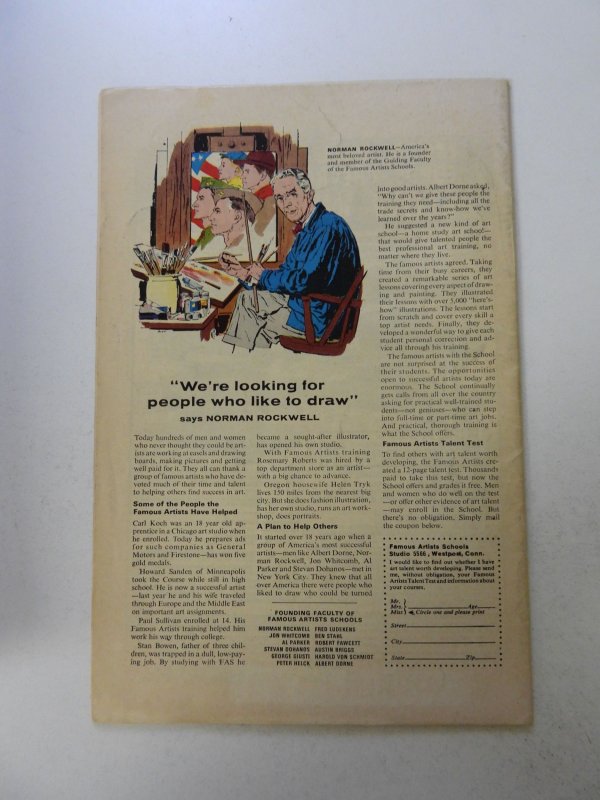 NORMAN ROCKWELL—America's
most beloved artist. He is a founder
and member of the Guiding Faculty
of the Famous Artists Schools.
"We're looking for
people who like to draw"
says NORMAN ROCKWELL
Today hundreds of men and women
who never thought they could be art-
ists are working at easels and drawing
boards, making pictures and getting
well paid for it. They all can thank a
group of famous artists who have de-
voted much of their time and talent
to helping others find success in art.
Some of the People the
Famous Artists Have Helped
Carl Koch was an 18 year old ap-
prentice in a Chicago art studio when
he enrolled. Today he prepares ads
for such companies as General
Motors and Firestone—has won five
gold medals.
Howard Sanden of Minneapolis
took the Course while still in high
school. He is now a successful artist
—last year he and his wife traveled
through Europe and the Middle East
on important art assignments.
Paul Sullivan enrolled at 14. His
Famous Artists training helped him
work his way through college.
Stan Bowen, father of three chil-
dren, was trapped in a dull, low-pay-
ing job. By studying with FAS he
became a sought-after illustrator,
has opened his own studio.
With Famous Artists training
Rosemary Roberts was hired by a
top department store as an artist—
with a big chance to advance.
Oregon housewife Helen Tryk
lives 150 miles from the nearest big
city. But she does fashion illustration,
has her own studio, runs an art work-
shop, does portraits.
A Plan to Help Others
It started over 18 years ago when a
group of America's most successful
artists—men like Albert Dorne, Nor-
man Rockwell, Jon Whitcomb, Al
Parker and Stevan Dohanos—met in
New York City. They knew that all
over America there were people who
liked to draw who could be turned
FOUNDING FACULTY OF
FAMOUS ARTISTS SCHOOLS
NORMAN ROCKWELL FRED LUDEKENS
JON WHITCOMB BEN STAHL
AL PARKER ROBERT FAWCETT
STEVAN DOHANOS AUSTIN BRIGGS
GEORGE GIUSTI HAROLD VON SCHMIDT
PETER HELCK ALBERT DORNE
into good artists. Albert Dorne asked,
"Why can't we give these people the
training they need—including all the
trade secrets and know-how we've
learned over the years?"
He suggested a new kind of art
school—a home study art school—
that would give talented people the
best professional art training, no
matter where they live.
The famous artists agreed. Taking
time from their busy careers, they
created a remarkable series of art
lessons covering every aspect of draw-
ing and painting. They illustrated
their lessons with over 5,000 "here's-
how" illustrations. The lessons start
from scratch and cover every skill a
top artist needs. Finally, they de-
veloped a wonderful way to give each
student personal correction and ad-
vice all through his training.
The famous artists with the School
are not surprised at the success of
their students. The opportunities
open to successful artists today are
enormous. The School continually
gets calls from all over the country
asking for practical well-trained stu-
dents—not geniuses—who can step
into full-time or part-time art jobs.
And practical, thorough training is
what the School offers.
Famous Artists Talent Test
To find others with art talent worth
developing, the Famous Artists cre-
ated a 12-page talent test. Thousands
paid to take this test, but now the
School offers and grades it free. Men
and women who do well on the test
—or offer other evidence of art talent
—may enroll in the School. But
there's no obligation. Simply mail
the coupon below.
Famous Artists Schools
Studio 5566, Westport, Conn.
I would like to find out whether I have
art talent worth developing. Please send
me, without obligation, your Famous
Artists Talent Test and information about
your courses.
Mr.
Mrs. Age
Miss Circle one and please print
Street
City
State Zip